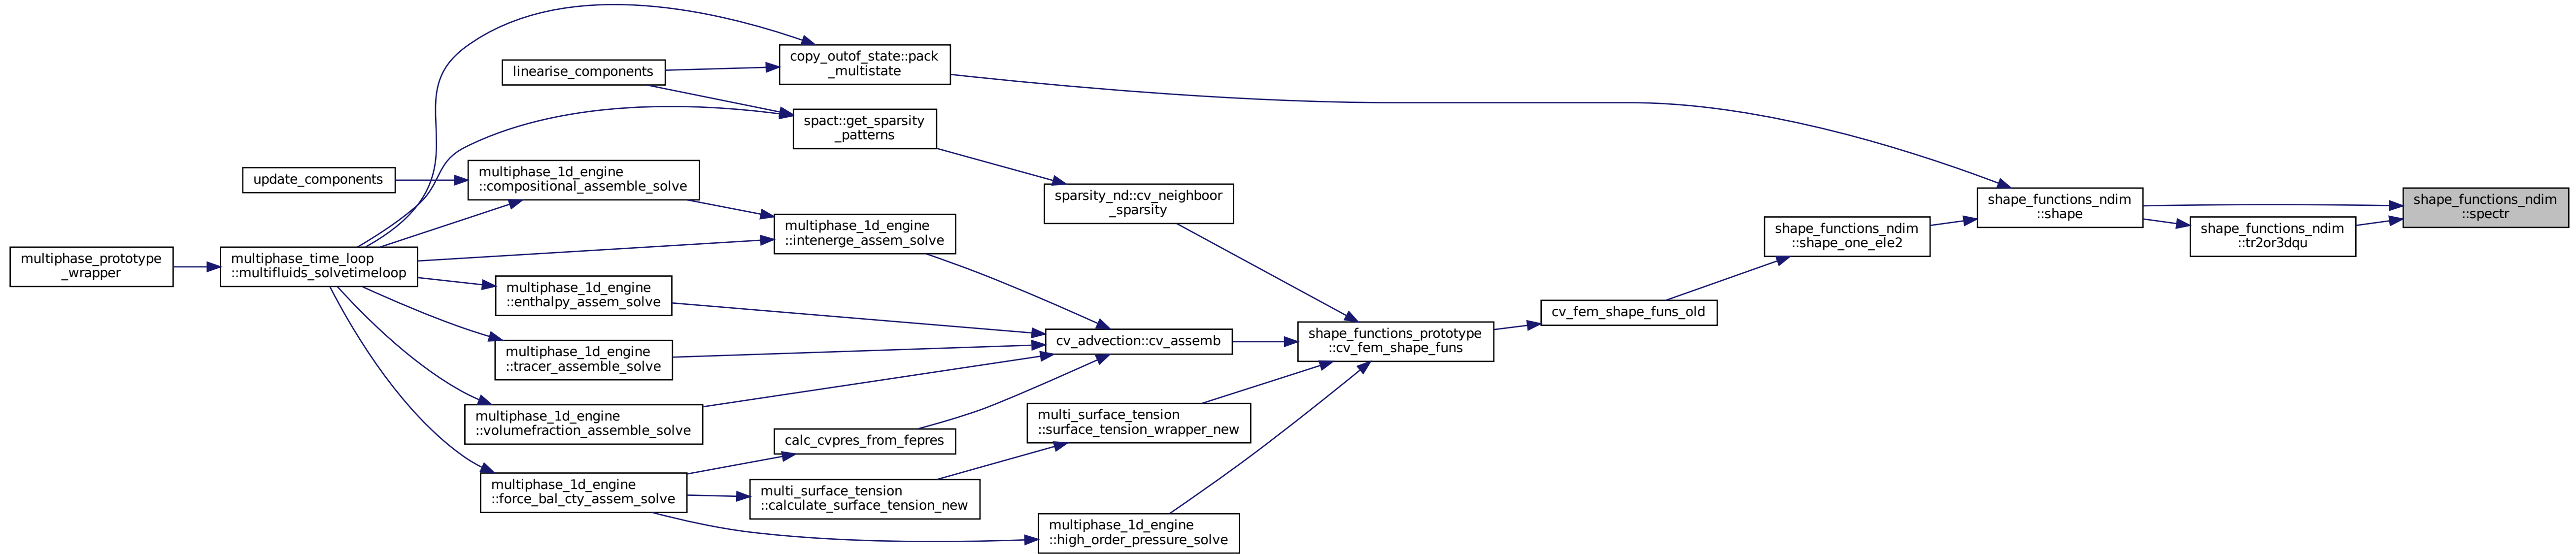 copy_outof_state::pack
_multistate
linearise_components
spact::get_sparsity
_patterns
update_components
multiphase_1d_engine
::compositional_assemble_solve
sparsity_nd::cv_neighboor
_sparsity
shape_functions_ndim
::shape
shape_functions_ndim
::spectr
multiphase_1d_engine
::intenerge_assem_solve
shape_functions_ndim
::shape_one_ele2
shape_functions_ndim
::tr2or3dqu
multiphase_prototype
_wrapper
multiphase_time_loop
::multifluids_solvetimeloop
multiphase_1d_engine
::enthalpy_assem_solve
cv_fem_shape_funs_old
shape_functions_prototype
::cv_fem_shape_funs
cv_advection::cv_assemb
multiphase_1d_engine
::tracer_assemble_solve
multiphase_1d_engine
::volumefraction_assemble_solve
multi_surface_tension
::surface_tension_wrapper_new
calc_cvpres_from_fepres
multiphase_1d_engine
::force_bal_cty_assem_solve
multi_surface_tension
::calculate_surface_tension_new
multiphase_1d_engine
::high_order_pressure_solve